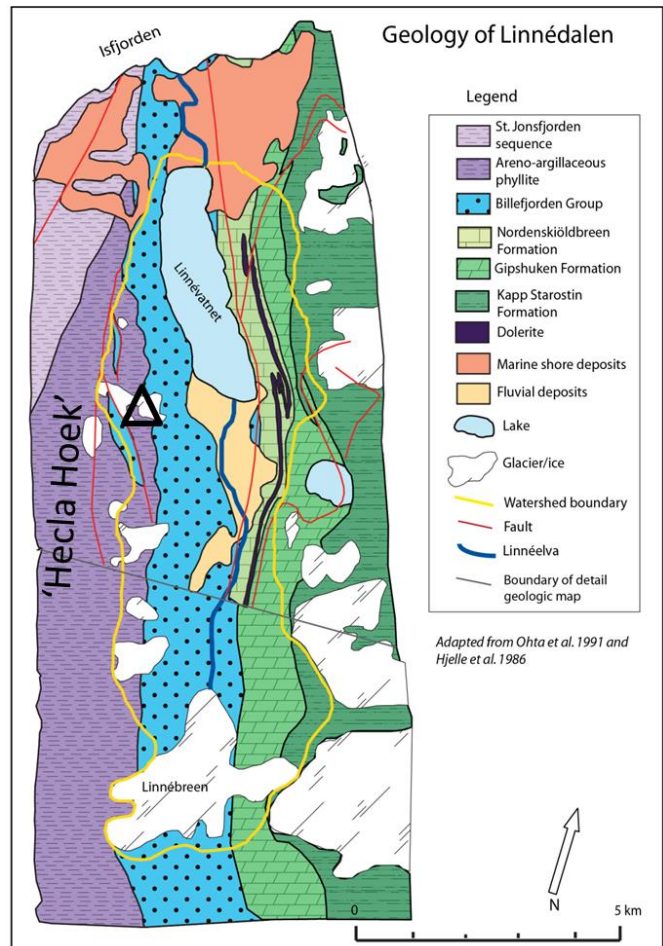 Isfjorden
Geology of Linnédalen
Legend
St. Jonsfjorden
sequence
Areno-argillaceous
phyllite
Billefjorden Group
Nordenskiöldbreen
Formation
Gipshuken Formation
Kapp Starostin
Formation
Dolerite
Marine shore deposits
Fluvial deposits
Lake
Glacier/ice
Watershed boundary
Fault
Linnéelva
Boundary of detail
geologic map
Adapted from Ohta et al. 1991 and
Hjelle et al. 1986
Linnévatnet
'Hecla Hoek'
Linnébreen
N
0
5 km